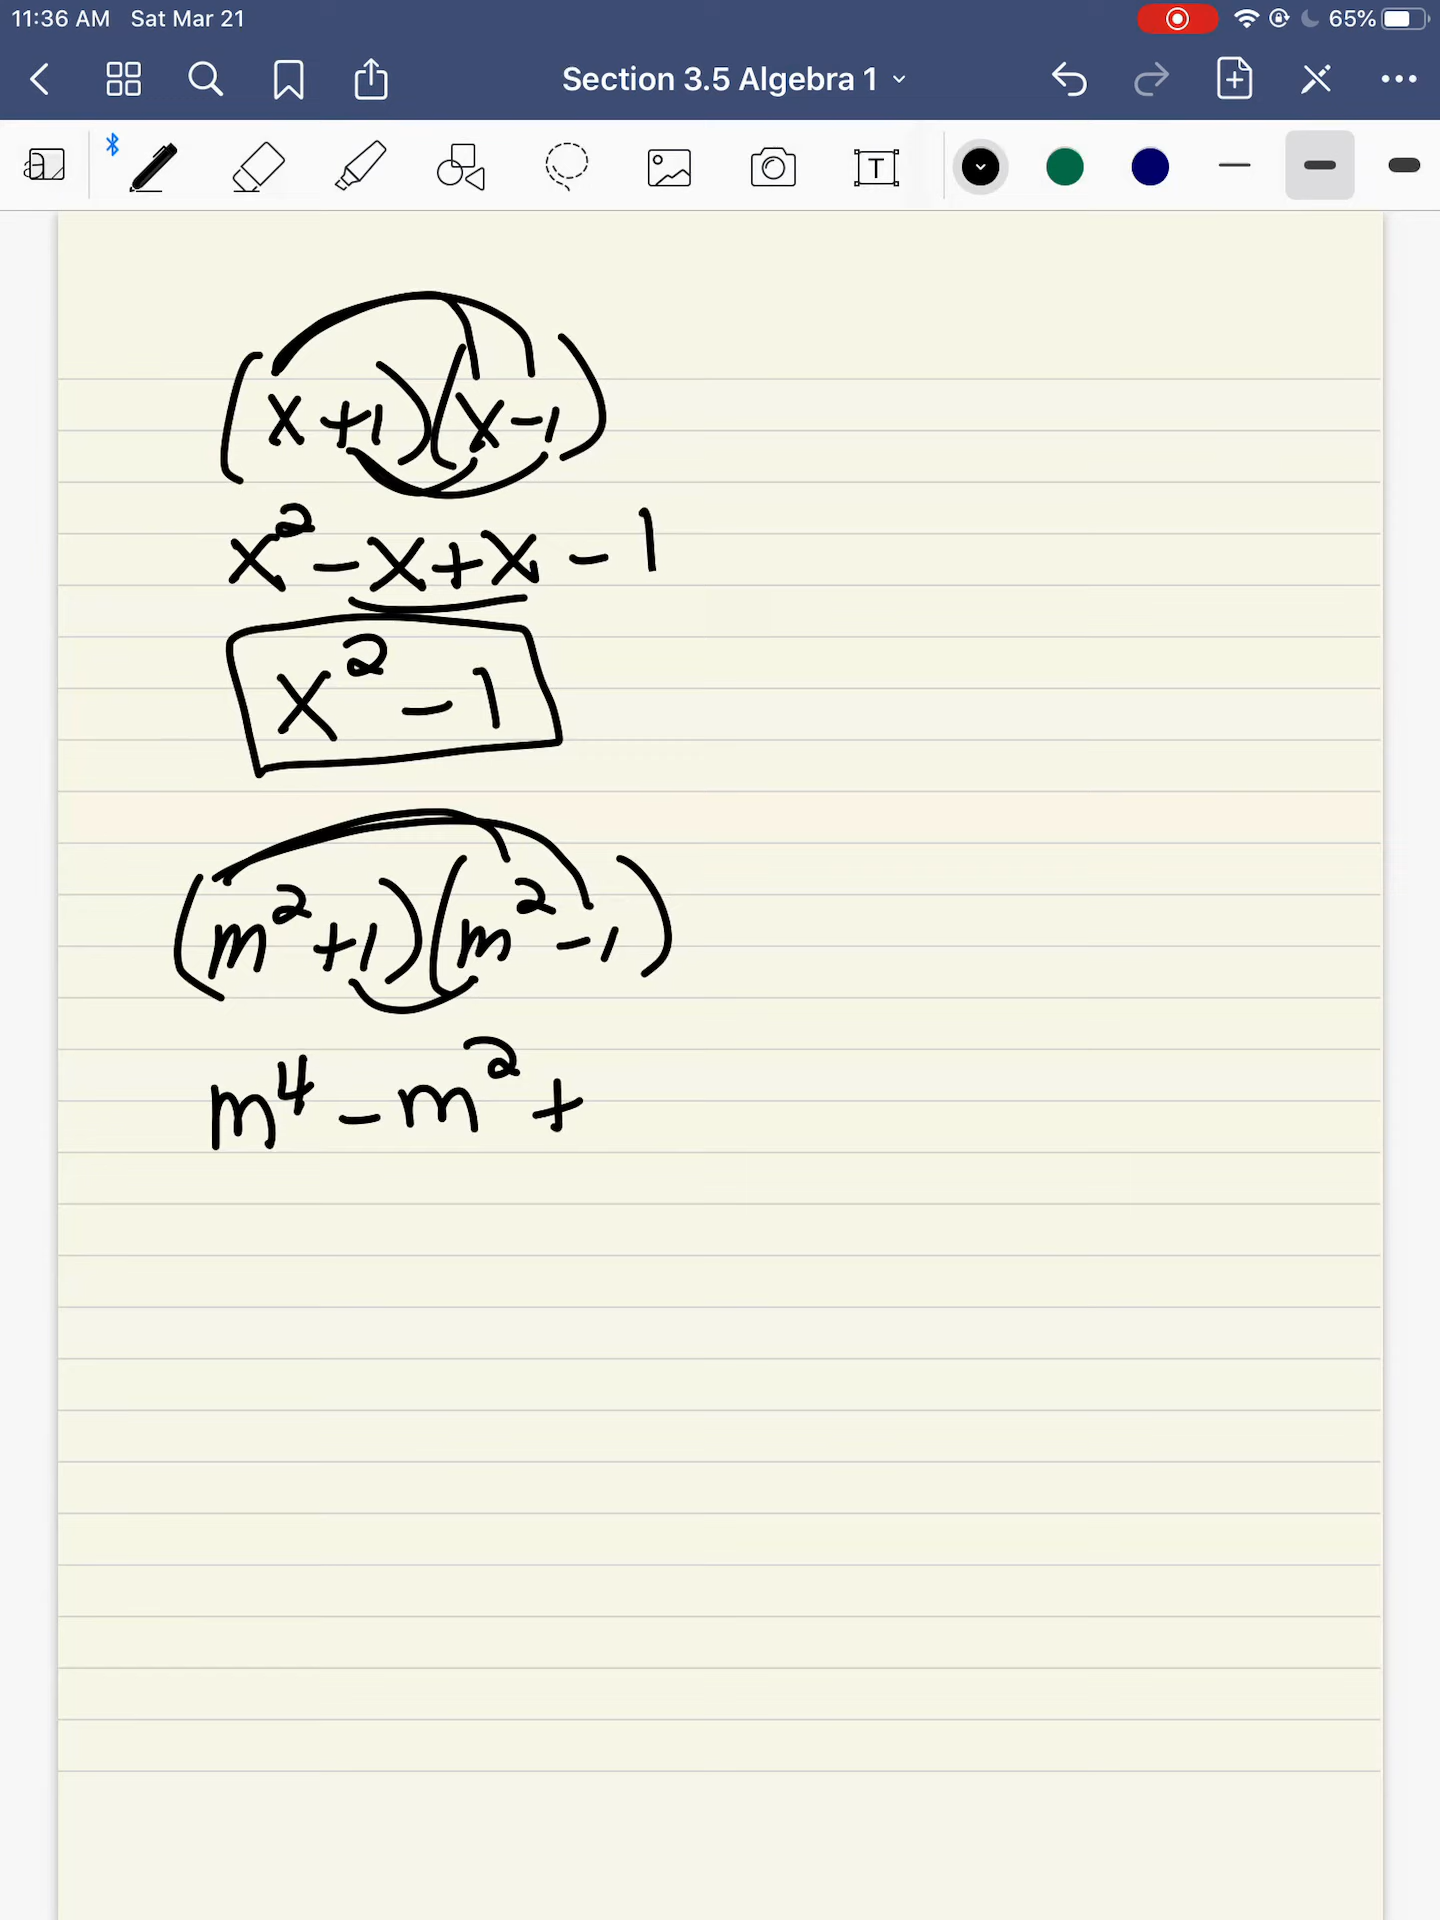 11:36 AM Sat Mar 21 65%
Section 3.5 Algebra 1
a T
(x+1)(x-1)
x² -x+x - 1
x² - 1
(m²+1)(m²-1)
m⁴ - m² +